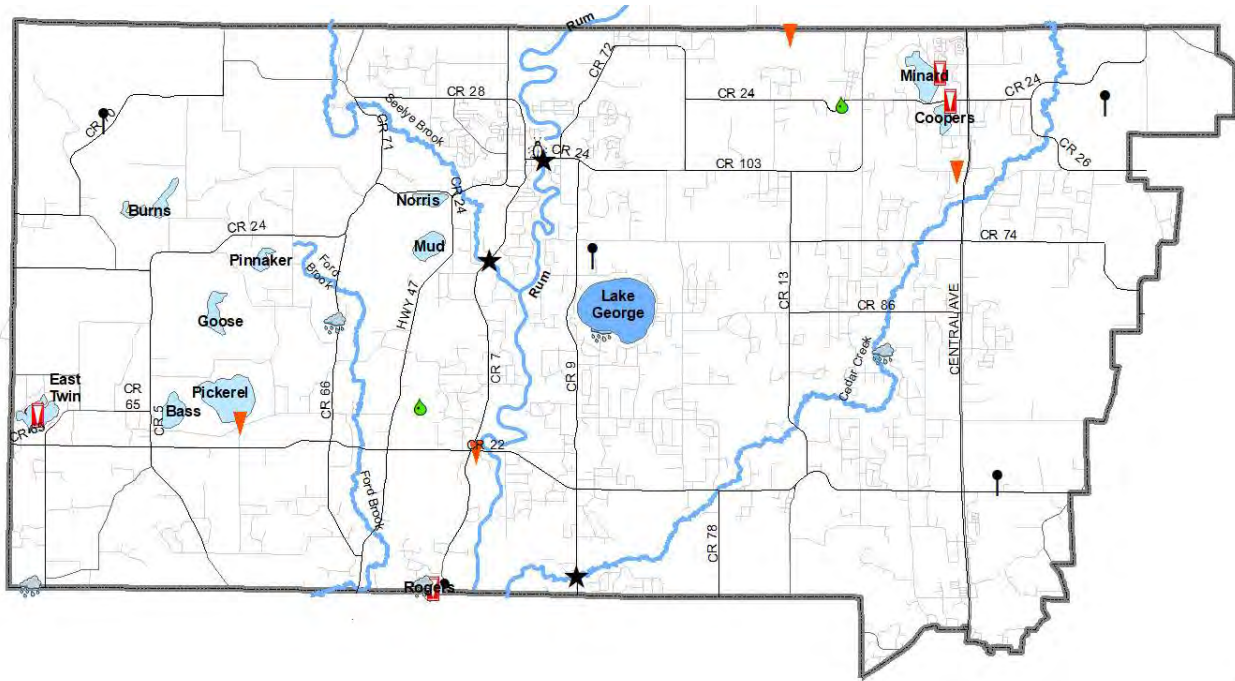 Rum
CR 72
Minard
CR 24
CR 24
CR 28
Seelye Brook
CR 71
Coopers
CR 24
CR 103
CR 26
Norris
CR 24
Burns
CR 24
Mud
CR 74
Pinnaker
Ford
Brook
Rum
HWY 47
Lake
George
CR 13
CR 86
CENTRAL AVE
Goose
CR 7
CR 9
Cedar Creek
East
Twin
CR
65
Pickerel
Bass
CR 66
CR 5
CR 22
Ford Brook
CR 78
Rogers